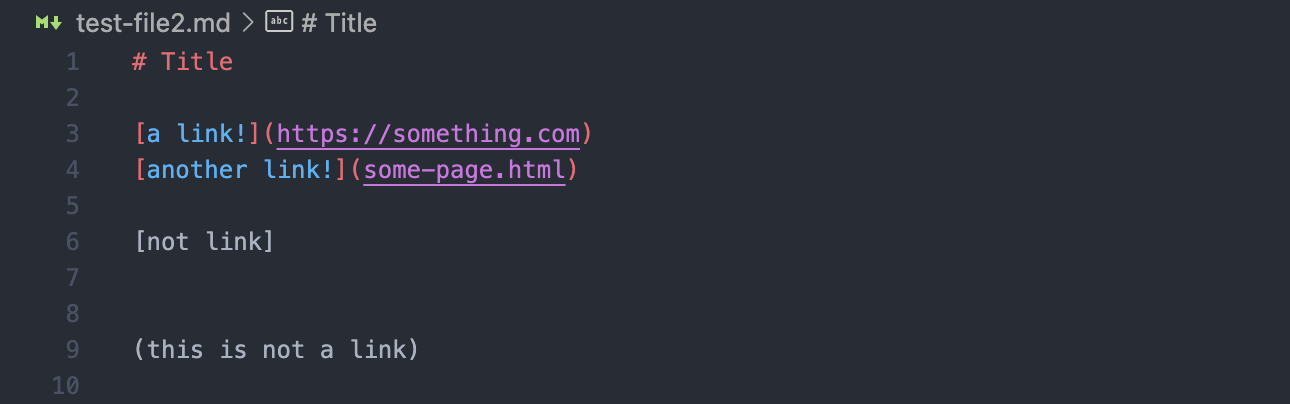 M↓ test-file2.md > abc # Title
1 # Title
2
3 [a link!](https://something.com)
4 [another link!](some-page.html)
5
6 [not link]
7
8
9 (this is not a link)
10